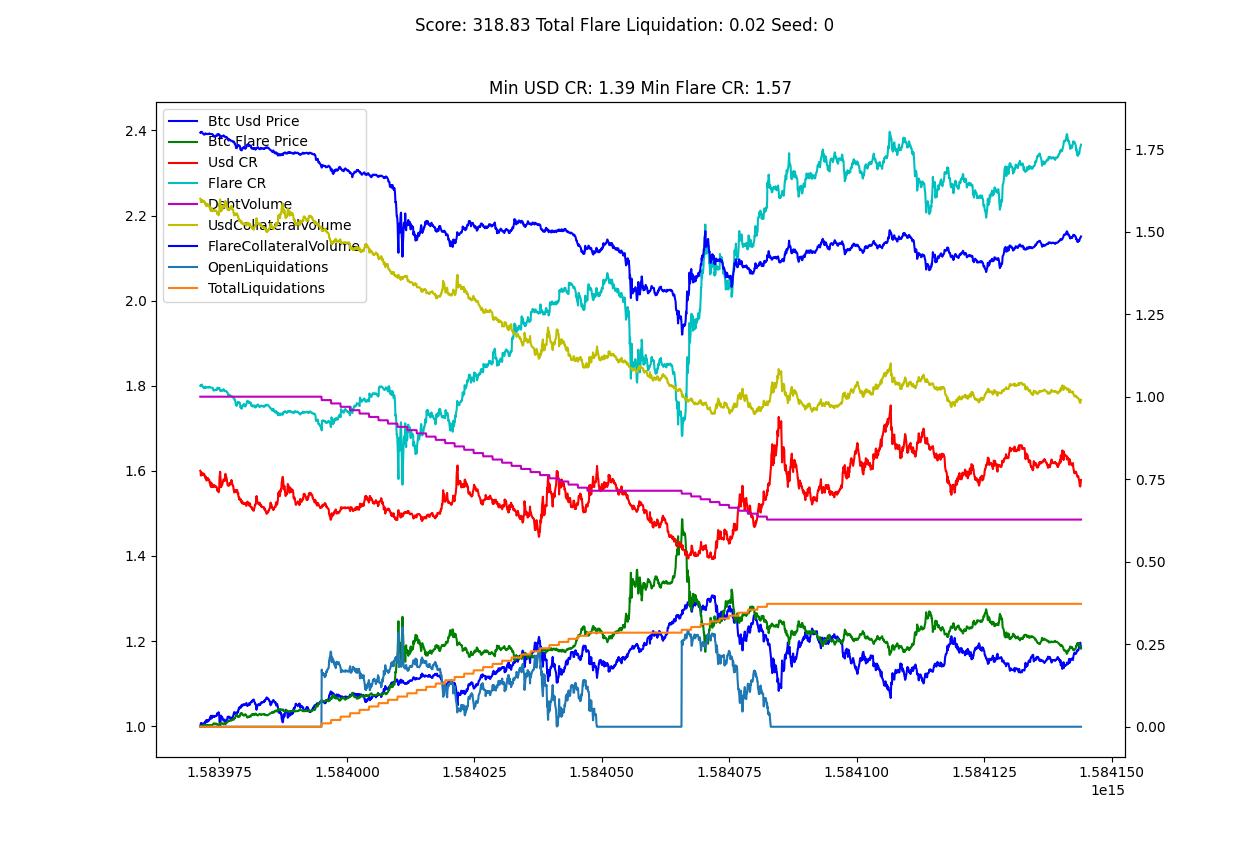 Score: 318.83 Total Flare Liquidation: 0.02 Seed: 0
Min USD CR: 1.39 Min Flare CR: 1.57
Btc Usd Price
Btc Flare Price
Usd CR
Flare CR
DebtVolume
UsdCollateralVolume
FlareCollateralVolume
OpenLiquidations
TotalLiquidations
2.4
2.2
2.0
1.8
1.6
1.4
1.2
1.0
1.75
1.50
1.25
1.00
0.75
0.50
0.25
0.00
1.583975 1.584000 1.584025 1.584050 1.584075 1.584100 1.584125 1.584150
1e15